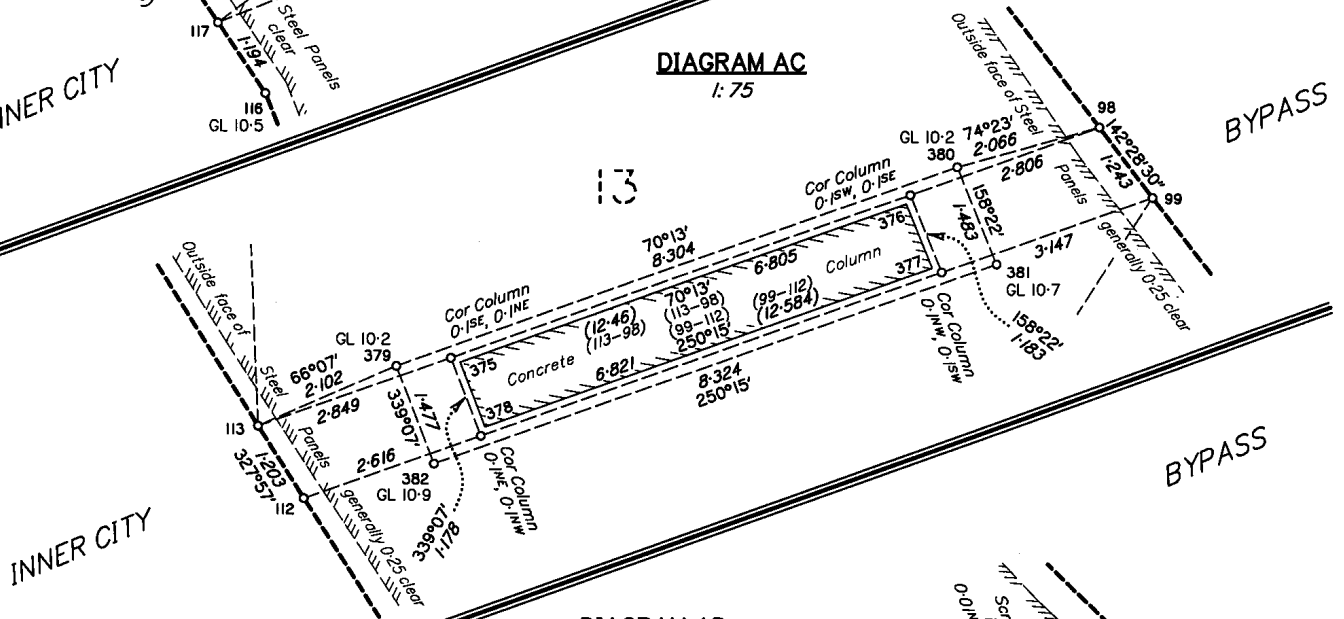 117
1·194
Steel Panels
clear
116
GL 10·5
NNER CITY
DIAGRAM AC
1:75
13
Outside face of Steel
Panels
generally 0·25 clear
98
142°28'30"
1·243
99
BYPASS
GL 10·2
380
74°23'
2·066
2·806
Cor Column
0·1SW, 0·1SE
376
158°22'
1·483
70°13'
8·304
6·805
Column
377
3·147
381
GL 10·7
Cor Column
0·1NW, 0·1SW
158°22'
1·183
Outside face of
Steel
Panels
generally 0·25 clear
GL 10·2
379
Cor Column
0·1SE, 0·1NE
66°07'
2·102
2·849
375
Concrete
(12·46)
(113–98)
70°13'
(113–98)
(99–112)
250°15'
(99–112)
(12·584)
6·821
8·324
250°15'
378
1·477
339°07'
113
1·203
327°57'
112
2·616
382
GL 10·9
Cor Column
0·1NE, 0·1NW
339°07'
1·178
INNER CITY
BYPASS
Scr